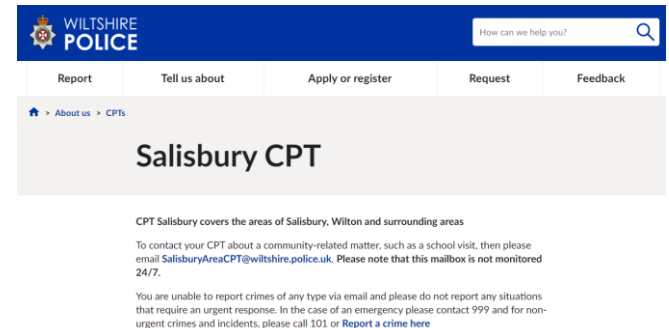 WILTSHIRE
POLICE
How can we help you?
Report Tell us about Apply or register Request Feedback
> About us > CPTs
Salisbury CPT
CPT Salisbury covers the areas of Salisbury, Wilton and surrounding areas
To contact your CPT about a community-related matter, such as a school visit, then please
email SalisburyAreaCPT@wiltshire.police.uk. Please note that this mailbox is not monitored
24/7.
You are unable to report crimes of any type via email and please do not report any situations
that require an urgent response. In the case of an emergency please contact 999 and for non-
urgent crimes and incidents, please call 101 or Report a crime here